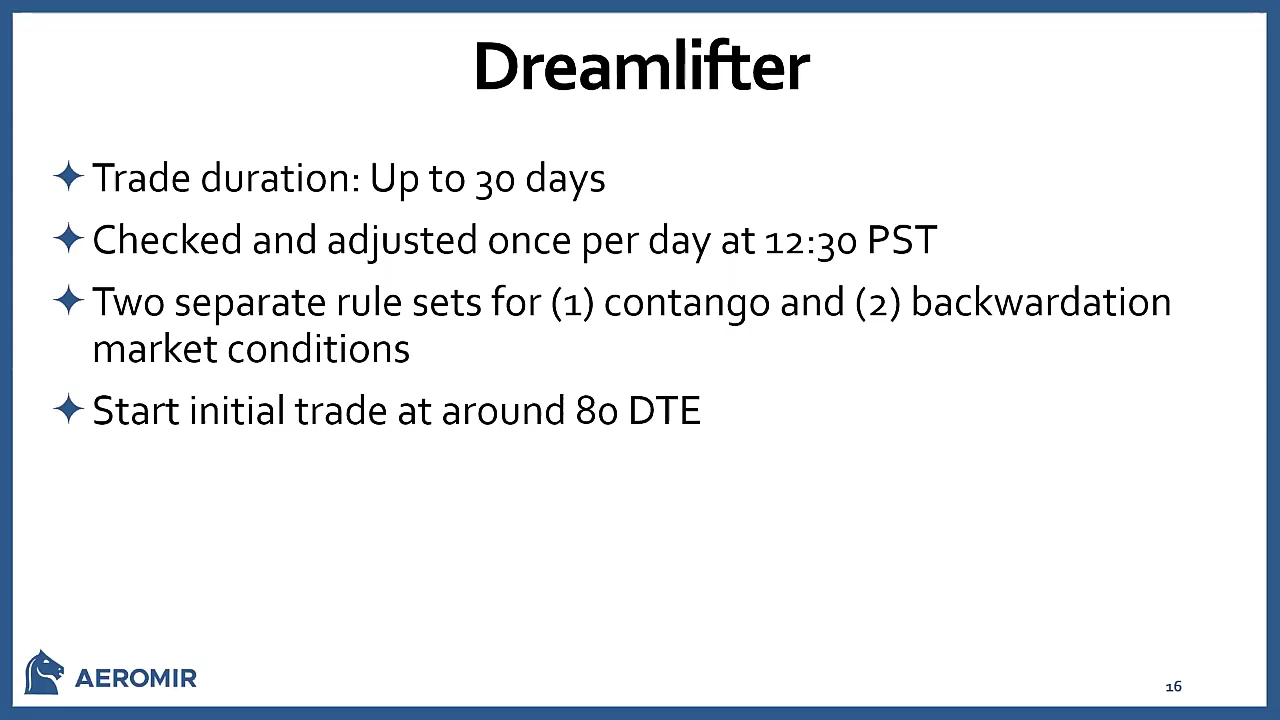 Dreamlifter
Trade duration: Up to 30 days
Checked and adjusted once per day at 12:30 PST
Two separate rule sets for (1) contango and (2) backwardation
market conditions
Start initial trade at around 80 DTE
AEROMIR
16